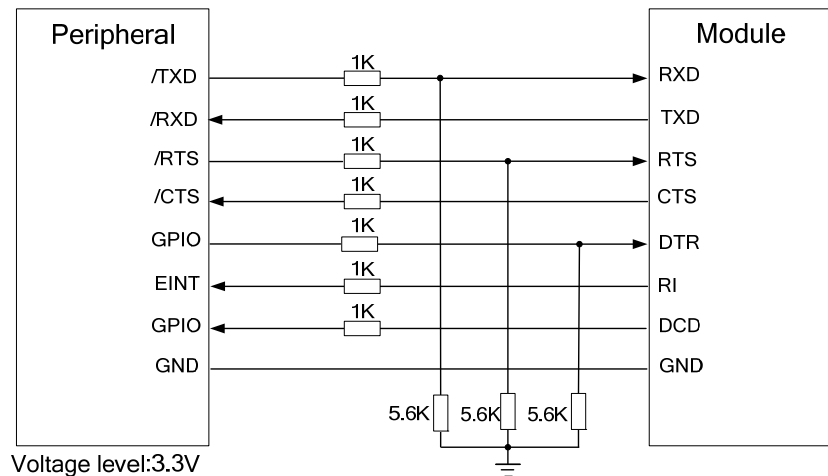 Peripheral
Module
1K
/TXD
RXD
1K
/RXD
TXD
1K
/RTS
RTS
1K
/CTS
CTS
1K
GPIO
DTR
1K
EINT
RI
1K
GPIO
DCD
GND
GND
5.6K
5.6K
5.6K
Voltage level:3.3V